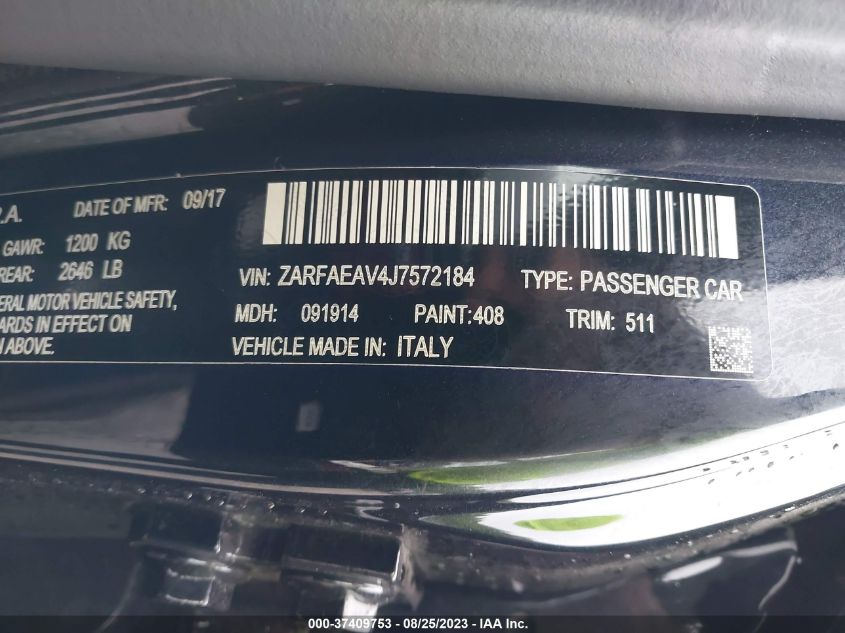 .A. DATE OF MFR: 09/17
GAWR: 1200 KG
REAR: 2646 LB VIN: ZARFAEAV4J7572184 TYPE: PASSENGER CAR
ERAL MOTOR VEHICLE SAFETY, MDH: 091914 PAINT:408 TRIM: 511
ARDS IN EFFECT ON
N ABOVE. VEHICLE MADE IN: ITALY
000-37409753 - 08/25/2023 - IAA Inc.